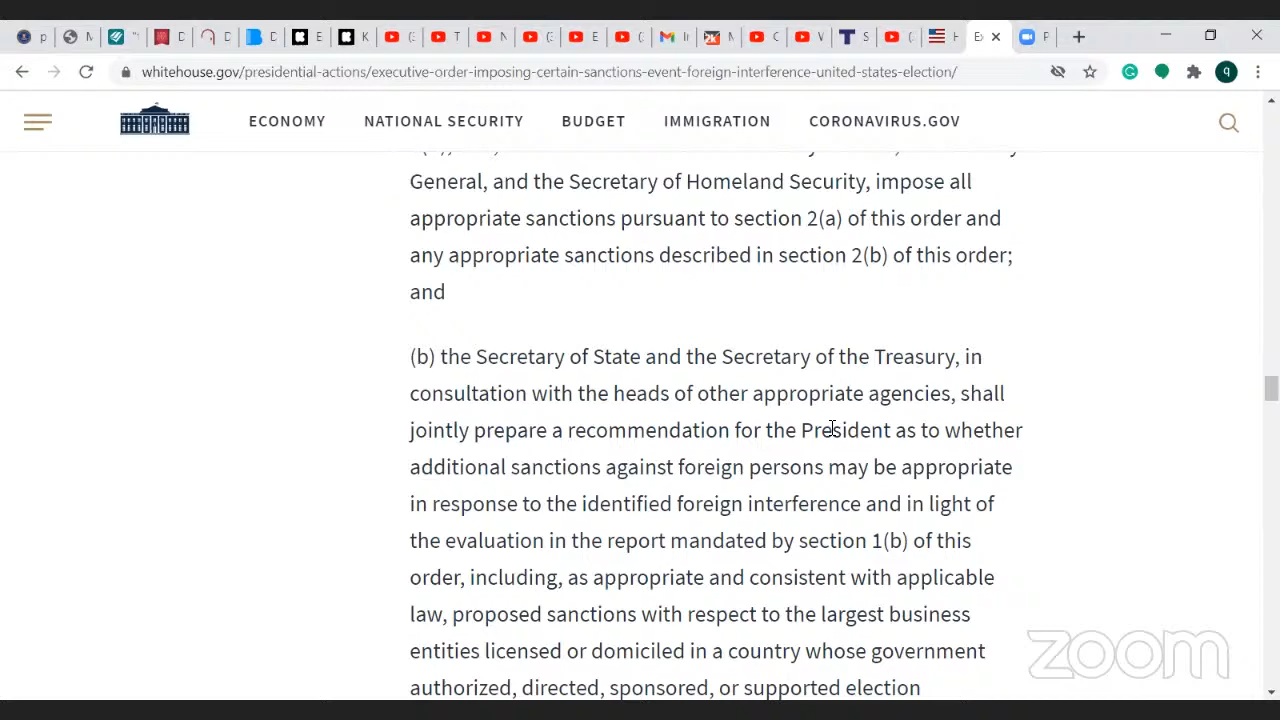 p
N
D
D
D
E
K
(:
T
N
(:
E
(:
Ir
N
C
V
S
(:
H
E
P
whitehouse.gov/presidential-actions/executive-order-imposing-certain-sanctions-event-foreign-interference-united-states-election/
q
ECONOMY NATIONAL SECURITY BUDGET IMMIGRATION CORONAVIRUS.GOV
General, and the Secretary of Homeland Security, impose all
appropriate sanctions pursuant to section 2(a) of this order and
any appropriate sanctions described in section 2(b) of this order;
and
(b) the Secretary of State and the Secretary of the Treasury, in
consultation with the heads of other appropriate agencies, shall
jointly prepare a recommendation for the President as to whether
additional sanctions against foreign persons may be appropriate
in response to the identified foreign interference and in light of
the evaluation in the report mandated by section 1(b) of this
order, including, as appropriate and consistent with applicable
law, proposed sanctions with respect to the largest business
entities licensed or domiciled in a country whose government
authorized, directed, sponsored, or supported election
zoom